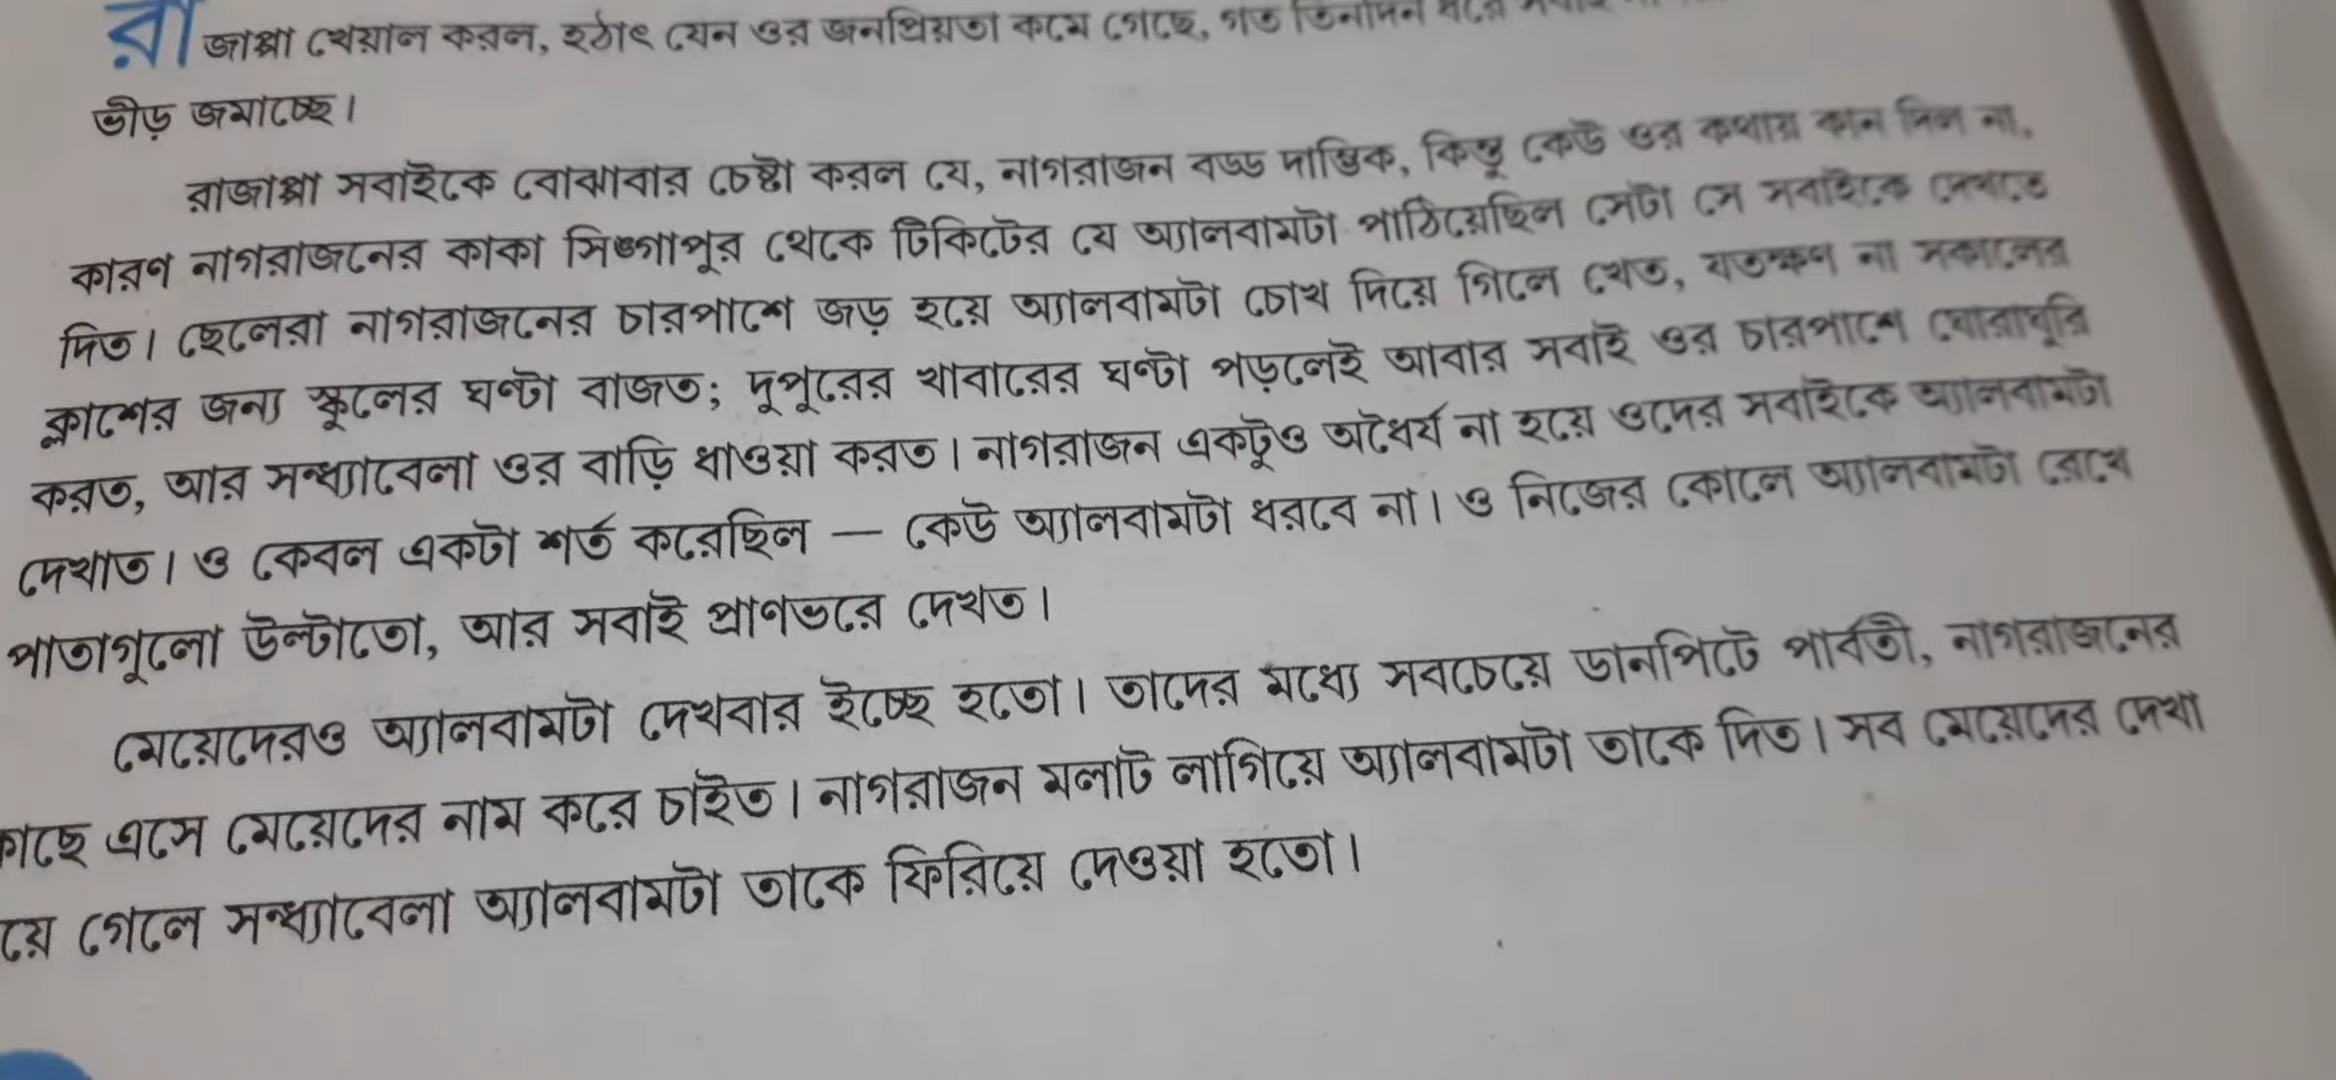 রাজাপ্পা খেয়াল করল, হঠাৎ যেন ওর জনপ্রিয়তা কমে গেছে, গত তিনদিন ধরে
ভীড় জমাচ্ছে।
রাজাপ্পা সবাইকে বোঝাবার চেষ্টা করল যে, নাগরাজন বড্ড দাম্ভিক, কিন্তু কেউ ওর কথায় কান দিল না,
কারণ নাগরাজনের কাকা সিঙ্গাপুর থেকে টিকিটের যে অ্যালবামটা পাঠিয়েছিল সেটা সে সবাইকে দেখতে
দিত। ছেলেরা নাগরাজনের চারপাশে জড় হয়ে অ্যালবামটা চোখ দিয়ে গিলে খেত, যতক্ষণ না সকালের
ক্লাশের জন্য স্কুলের ঘণ্টা বাজত; দুপুরের খাবারের ঘণ্টা পড়লেই আবার সবাই ওর চারপাশে ঘোরাঘুরি
করত, আর সন্ধ্যাবেলা ওর বাড়ি ধাওয়া করত। নাগরাজন একটুও অধৈর্য না হয়ে ওদের সবাইকে অ্যালবামটা
দেখাত। ও কেবল একটা শর্ত করেছিল — কেউ অ্যালবামটা ধরবে না। ও নিজের কোলে অ্যালবামটা রেখে
পাতাগুলো উল্টাতো, আর সবাই প্রাণভরে দেখত।
মেয়েদেরও অ্যালবামটা দেখবার ইচ্ছে হতো। তাদের মধ্যে সবচেয়ে ডানপিটে পার্বতী, নাগরাজনের
কাছে এসে মেয়েদের নাম করে চাইত। নাগরাজন মলাট লাগিয়ে অ্যালবামটা তাকে দিত। সব মেয়েদের দেখা
য়ে গেলে সন্ধ্যাবেলা অ্যালবামটা তাকে ফিরিয়ে দেওয়া হতো।